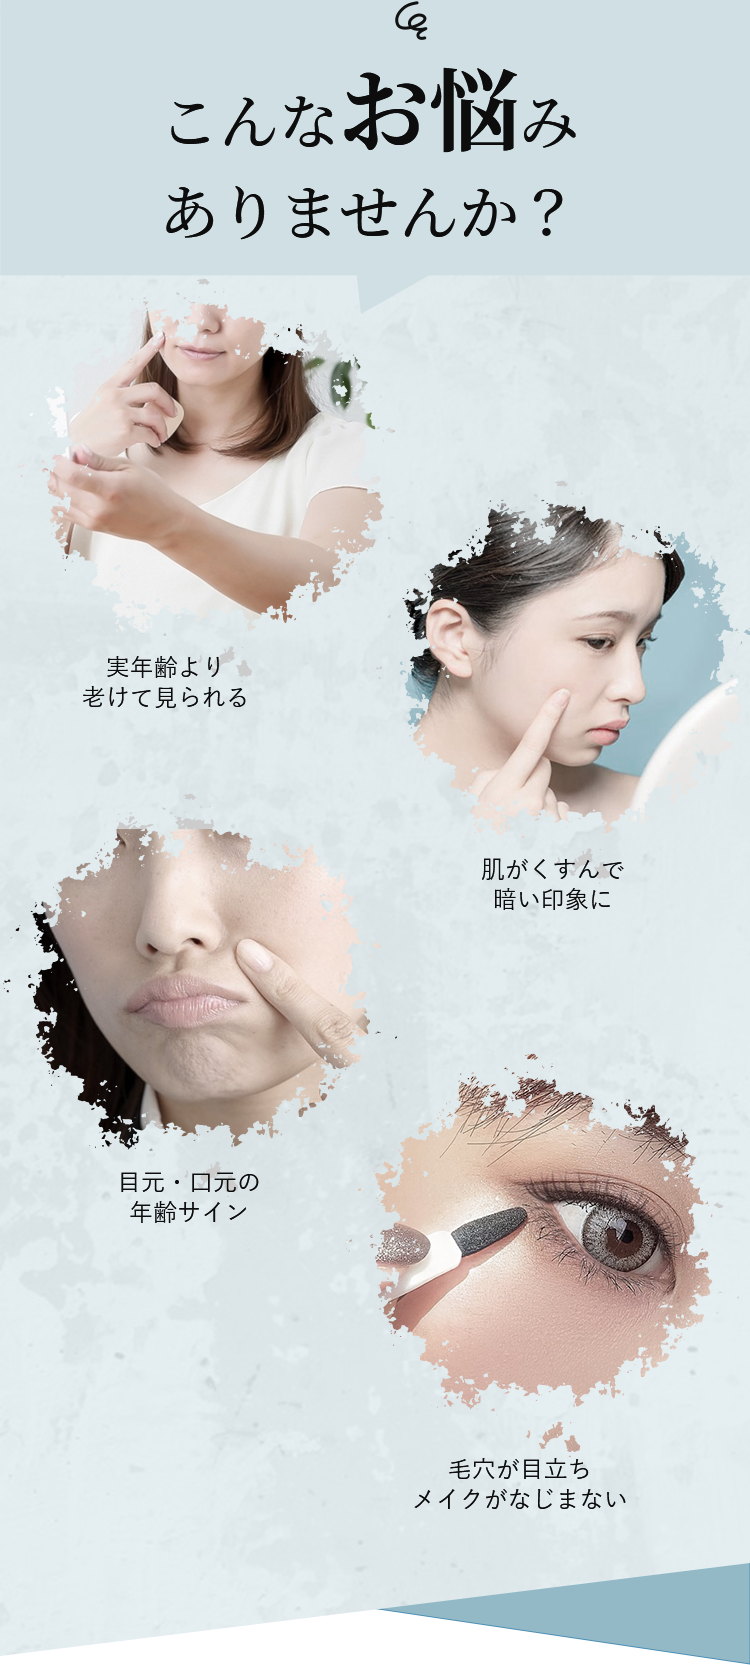 こんなお悩み
ありませんか？
実年齢より
老けて見られる
肌がくすんで
暗い印象に
目元・口元の
年齢サイン
毛穴が目立ち
メイクがなじまない